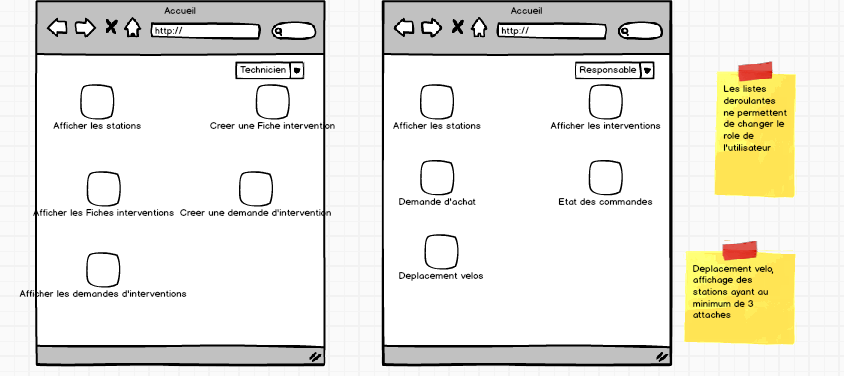 Accueil
http://
Technicien
Afficher les stations
Creer une Fiche intervention
Afficher les Fiches interventions
Creer une demande d'intervention
Afficher les demandes d'interventions
Accueil
http://
Responsable
Afficher les stations
Afficher les interventions
Demande d'achat
Etat des commandes
Deplacement velos
Les listes
deroulantes
ne permettent
de changer le
role de
l'utilisateur
Deplacement velo,
affichage des
stations ayant au
minimum de 3
attaches